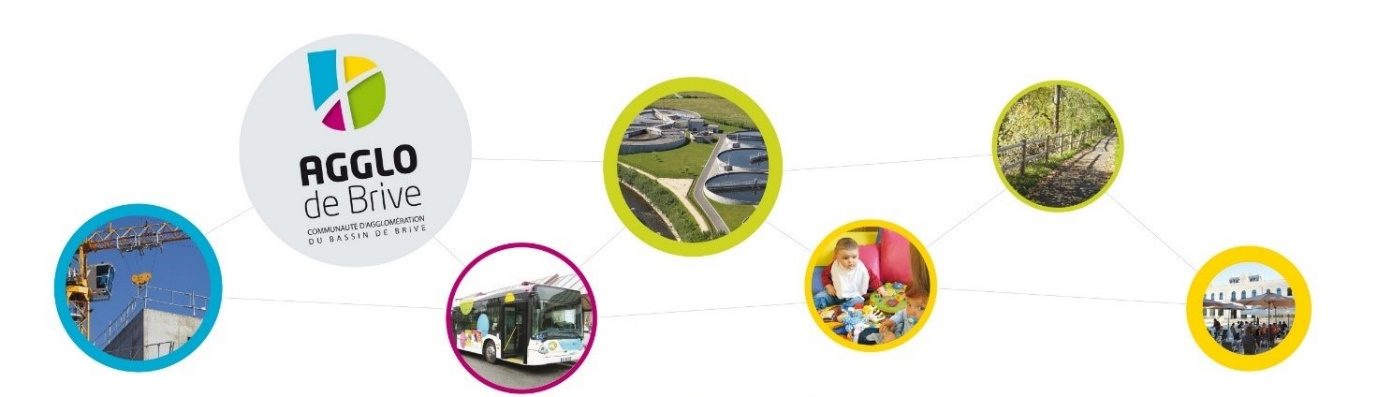 AGGLO
de Brive
COMMUNAUTÉ D'AGGLOMÉRATION
DU BASSIN DE BRIVE